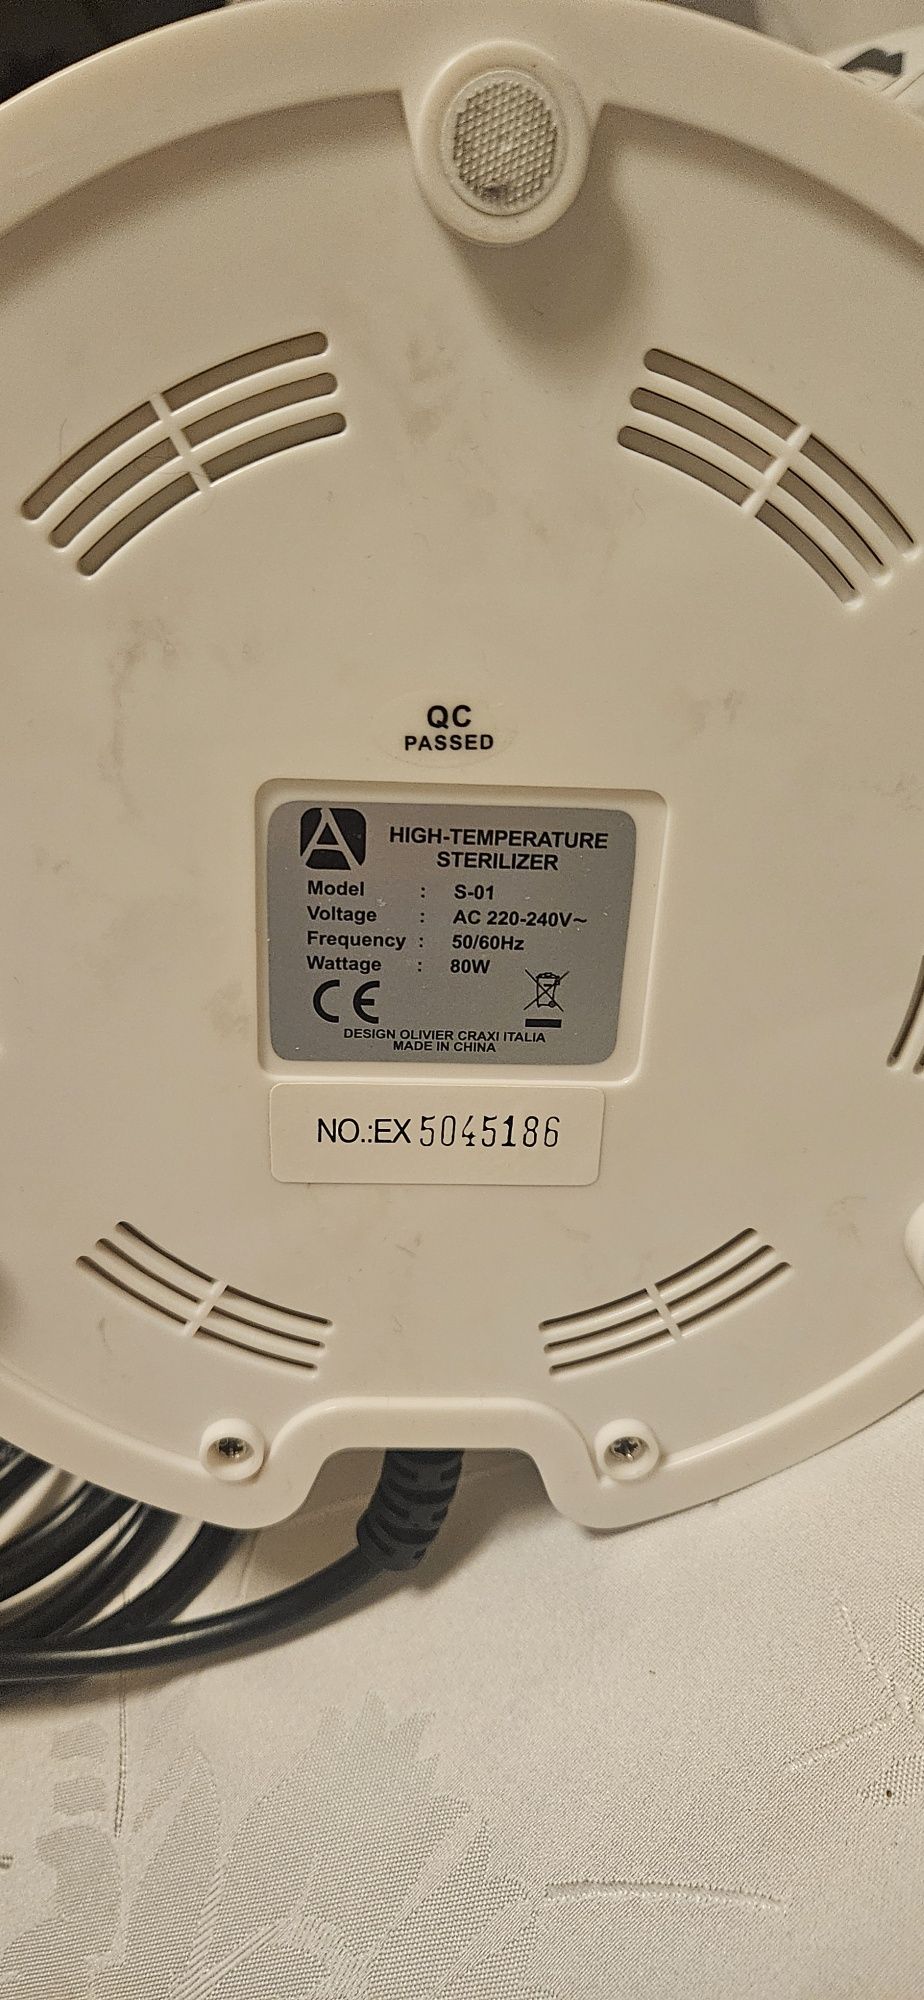 QC
PASSED
A
HIGH-TEMPERATURE
STERILIZER
Model : S-01
Voltage : AC 220-240V~
Frequency : 50/60Hz
Wattage : 80W
CE
DESIGN OLIVIER CRAXI ITALIA
MADE IN CHINA
NO.:EX 5045186